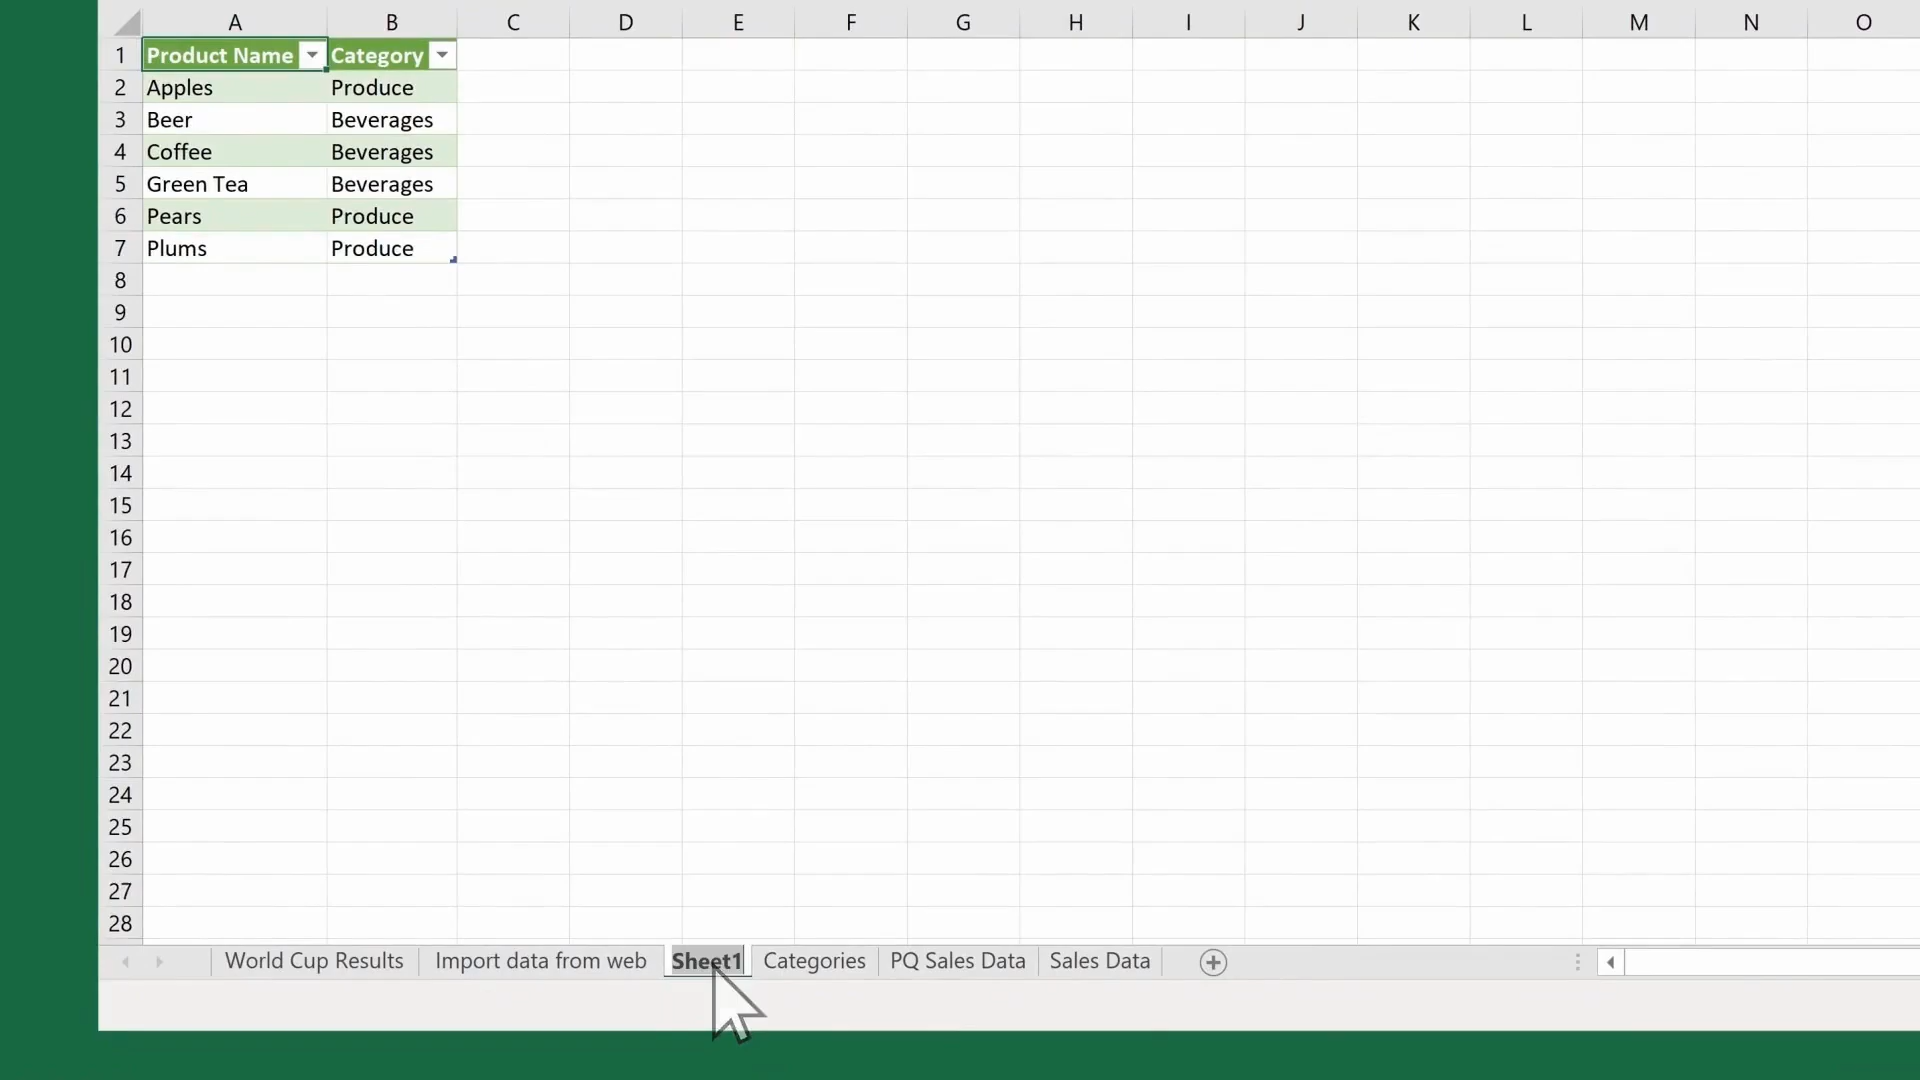 A B C D E F G H I J K L M N O
1 Product Name Category
2 Apples Produce
3 Beer Beverages
4 Coffee Beverages
5 Green Tea Beverages
6 Pears Produce
7 Plums Produce
8
9
10
11
12
13
14
15
16
17
18
19
20
21
22
23
24
25
26
27
28
World Cup Results Import data from web Sheet1 Categories PQ Sales Data Sales Data